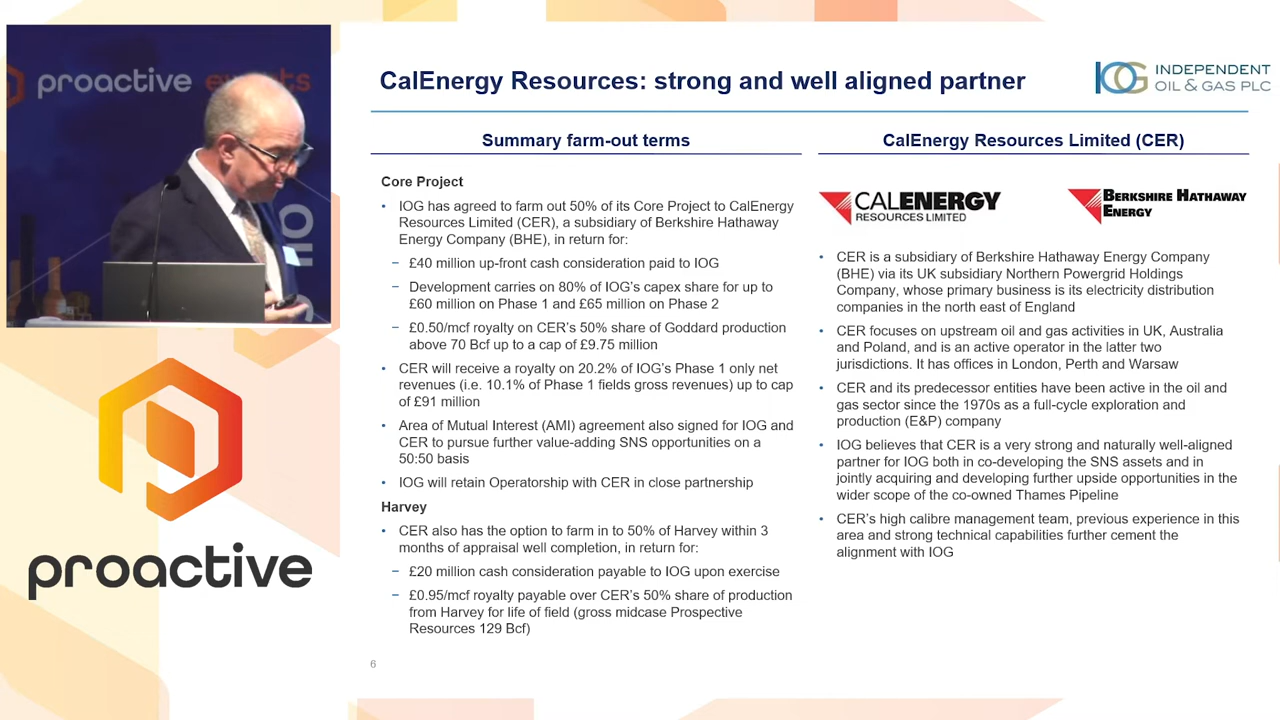 proactive events
CalEnergy Resources: strong and well aligned partner
IOG INDEPENDENT
OIL & GAS PLC
Summary farm-out terms
Core Project
• IOG has agreed to farm out 50% of its Core Project to CalEnergy
Resources Limited (CER), a subsidiary of Berkshire Hathaway
Energy Company (BHE), in return for:
− £40 million up-front cash consideration paid to IOG
− Development carries on 80% of IOG's capex share for up to
£60 million on Phase 1 and £65 million on Phase 2
− £0.50/mcf royalty on CER's 50% share of Goddard production
above 70 Bcf up to a cap of £9.75 million
• CER will receive a royalty on 20.2% of IOG's Phase 1 only net
revenues (i.e. 10.1% of Phase 1 fields gross revenues) up to cap
of £91 million
• Area of Mutual Interest (AMI) agreement also signed for IOG and
CER to pursue further value-adding SNS opportunities on a
50:50 basis
• IOG will retain Operatorship with CER in close partnership
Harvey
• CER also has the option to farm in to 50% of Harvey within 3
months of appraisal well completion, in return for:
− £20 million cash consideration payable to IOG upon exercise
− £0.95/mcf royalty payable over CER's 50% share of production
from Harvey for life of field (gross midcase Prospective
Resources 129 Bcf)
CalEnergy Resources Limited (CER)
CALENERGY
RESOURCES LIMITED
BERKSHIRE HATHAWAY
ENERGY
• CER is a subsidiary of Berkshire Hathaway Energy Company
(BHE) via its UK subsidiary Northern Powergrid Holdings
Company, whose primary business is its electricity distribution
companies in the north east of England
• CER focuses on upstream oil and gas activities in UK, Australia
and Poland, and is an active operator in the latter two
jurisdictions. It has offices in London, Perth and Warsaw
• CER and its predecessor entities have been active in the oil and
gas sector since the 1970s as a full-cycle exploration and
production (E&P) company
• IOG believes that CER is a very strong and naturally well-aligned
partner for IOG both in co-developing the SNS assets and in
jointly acquiring and developing further upside opportunities in the
wider scope of the co-owned Thames Pipeline
• CER's high calibre management team, previous experience in this
area and strong technical capabilities further cement the
alignment with IOG
proactive
6